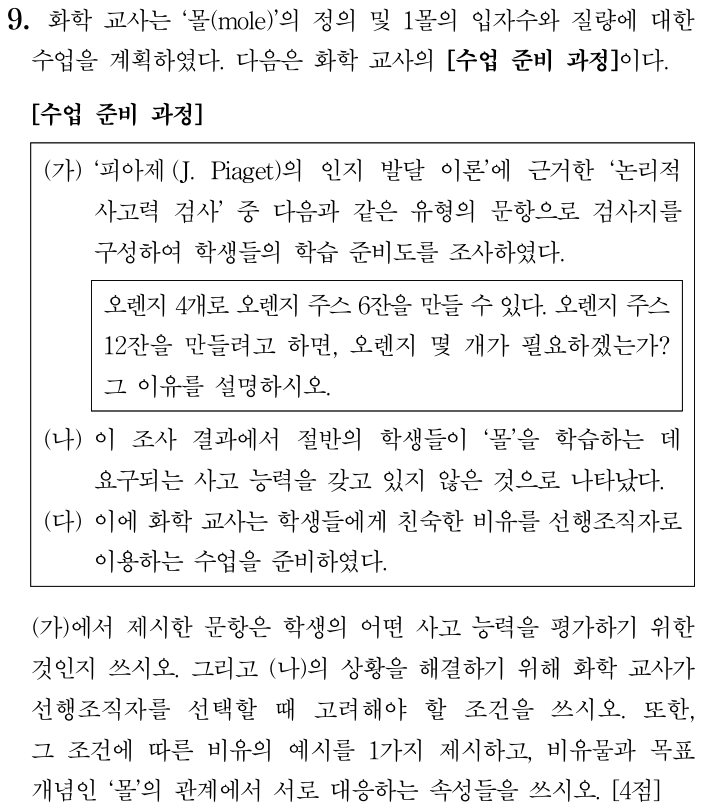 9. 화학 교사는 ‘몰(mole)’의 정의 및 1몰의 입자수와 질량에 대한
수업을 계획하였다. 다음은 화학 교사의 [수업 준비 과정]이다.
[수업 준비 과정]
(가) ‘피아제(J. Piaget)의 인지 발달 이론’에 근거한 ‘논리적
사고력 검사’ 중 다음과 같은 유형의 문항으로 검사지를
구성하여 학생들의 학습 준비도를 조사하였다.
오렌지 4개로 오렌지 주스 6잔을 만들 수 있다. 오렌지 주스
12잔을 만들려고 하면, 오렌지 몇 개가 필요하겠는가?
그 이유를 설명하시오.
(나) 이 조사 결과에서 절반의 학생들이 ‘몰’을 학습하는 데
요구되는 사고 능력을 갖고 있지 않은 것으로 나타났다.
(다) 이에 화학 교사는 학생들에게 친숙한 비유를 선행조직자로
이용하는 수업을 준비하였다.
(가)에서 제시한 문항은 학생의 어떤 사고 능력을 평가하기 위한
것인지 쓰시오. 그리고 (나)의 상황을 해결하기 위해 화학 교사가
선행조직자를 선택할 때 고려해야 할 조건을 쓰시오. 또한,
그 조건에 따른 비유의 예시를 1가지 제시하고, 비유물과 목표
개념인 ‘몰’의 관계에서 서로 대응하는 속성들을 쓰시오. [4점]